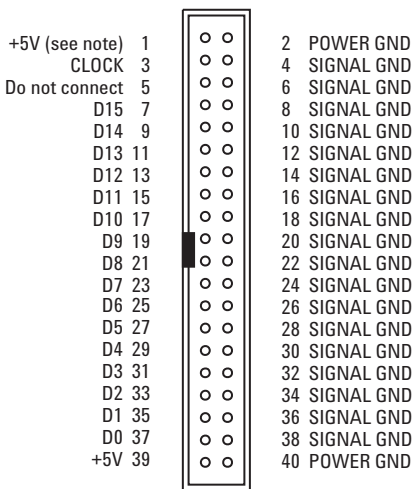 +5V (see note) 1 2 POWER GND
CLOCK 3 4 SIGNAL GND
Do not connect 5 6 SIGNAL GND
D15 7 8 SIGNAL GND
D14 9 10 SIGNAL GND
D13 11 12 SIGNAL GND
D12 13 14 SIGNAL GND
D11 15 16 SIGNAL GND
D10 17 18 SIGNAL GND
D9 19 20 SIGNAL GND
D8 21 22 SIGNAL GND
D7 23 24 SIGNAL GND
D6 25 26 SIGNAL GND
D5 27 28 SIGNAL GND
D4 29 30 SIGNAL GND
D3 31 32 SIGNAL GND
D2 33 34 SIGNAL GND
D1 35 36 SIGNAL GND
D0 37 38 SIGNAL GND
+5V 39 40 POWER GND